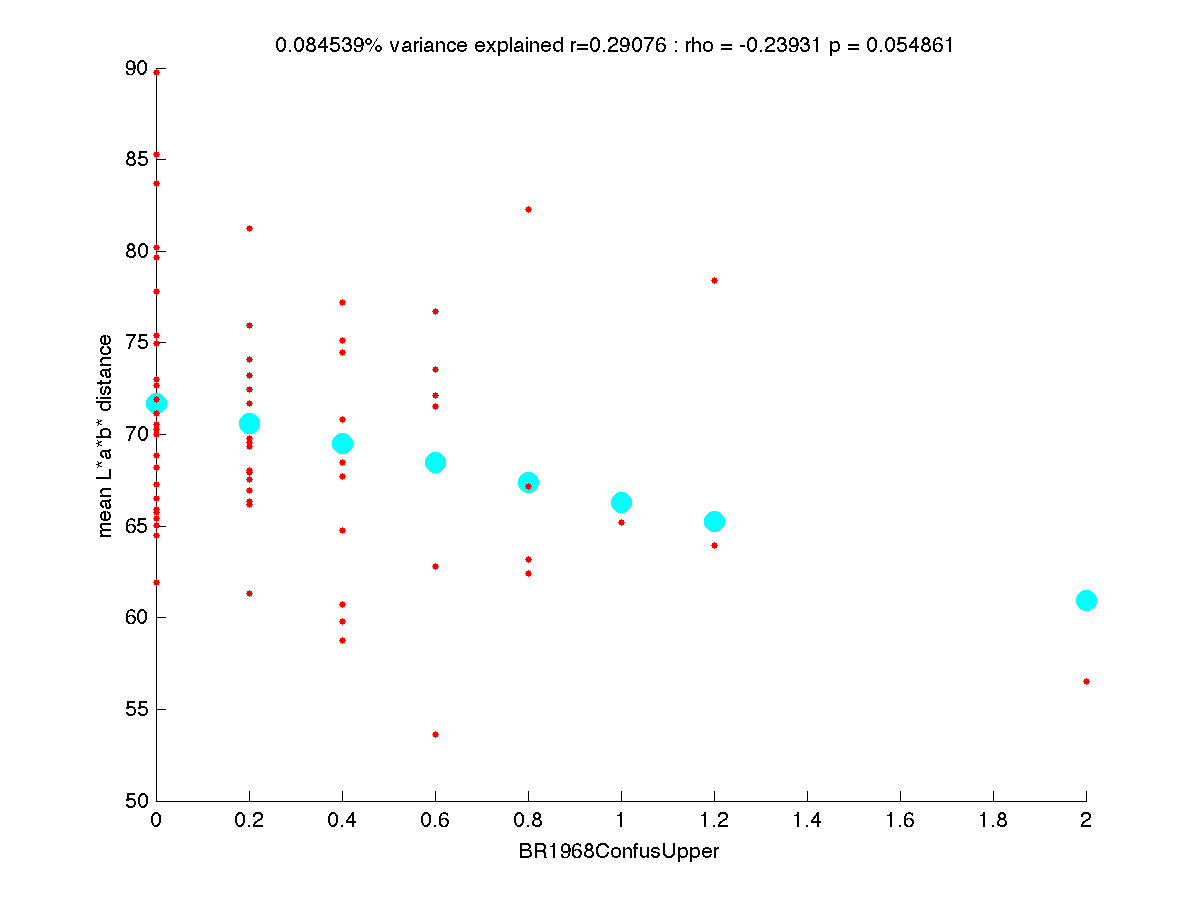 0.084539% variance explained r=0.29076 : rho = -0.23931 p = 0.054861
90
85
80
75
70
65
60
55
50
mean L*a*b* distance
0 0.2 0.4 0.6 0.8 1 1.2 1.4 1.6 1.8 2
BR1968ConfusUpper